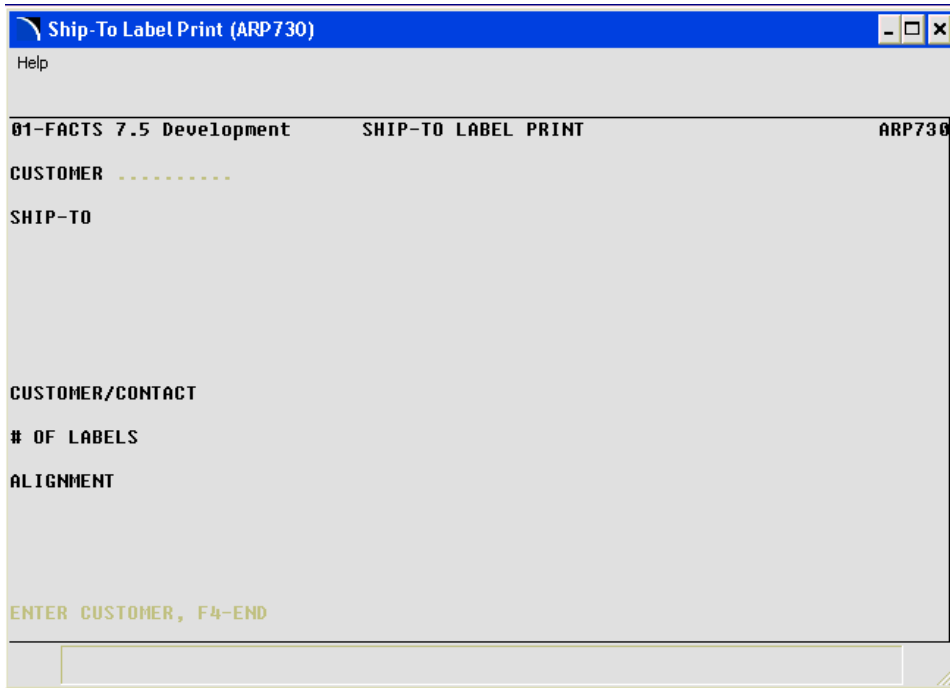 Ship-To Label Print (ARP730)
Help
01-FACTS 7.5 Development SHIP-TO LABEL PRINT ARP730
CUSTOMER ..........
SHIP-TO
CUSTOMER/CONTACT
# OF LABELS
ALIGNMENT
ENTER CUSTOMER, F4-END